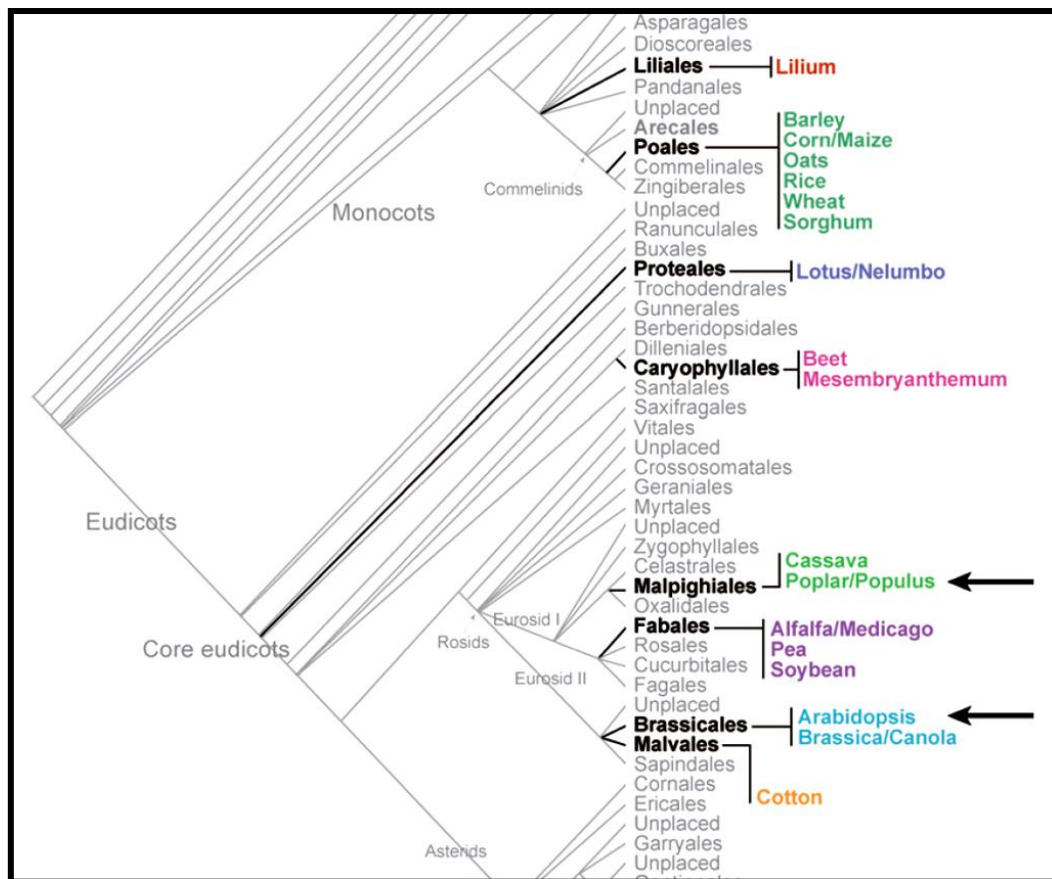 Asparagales
Dioscoreales
Liliales
Lilium
Pandanales
Unplaced
Arecales
Poales
Commelinales
Zingiberales
Barley
Corn/Maize
Oats
Rice
Wheat
Sorghum
Commelinids
Monocots
Unplaced
Ranunculales
Buxales
Proteales
Lotus/Nelumbo
Trochodendrales
Gunnerales
Berberidopsidales
Dilleniales
Caryophyllales
Beet
Mesembryanthemum
Santalales
Saxifragales
Vitales
Unplaced
Crossosomatales
Geraniales
Myrtales
Eudicots
Unplaced
Zygophyllales
Celastrales
Malpighiales
Cassava
Poplar/Populus
Oxalidales
Eurosid I
Rosids
Core eudicots
Fabales
Alfalfa/Medicago
Pea
Soybean
Rosales
Cucurbitales
Fagales
Eurosid II
Unplaced
Brassicales
Arabidopsis
Brassica/Canola
Malvales
Cotton
Sapindales
Cornales
Ericales
Unplaced
Garryales
Asterids
Unplaced